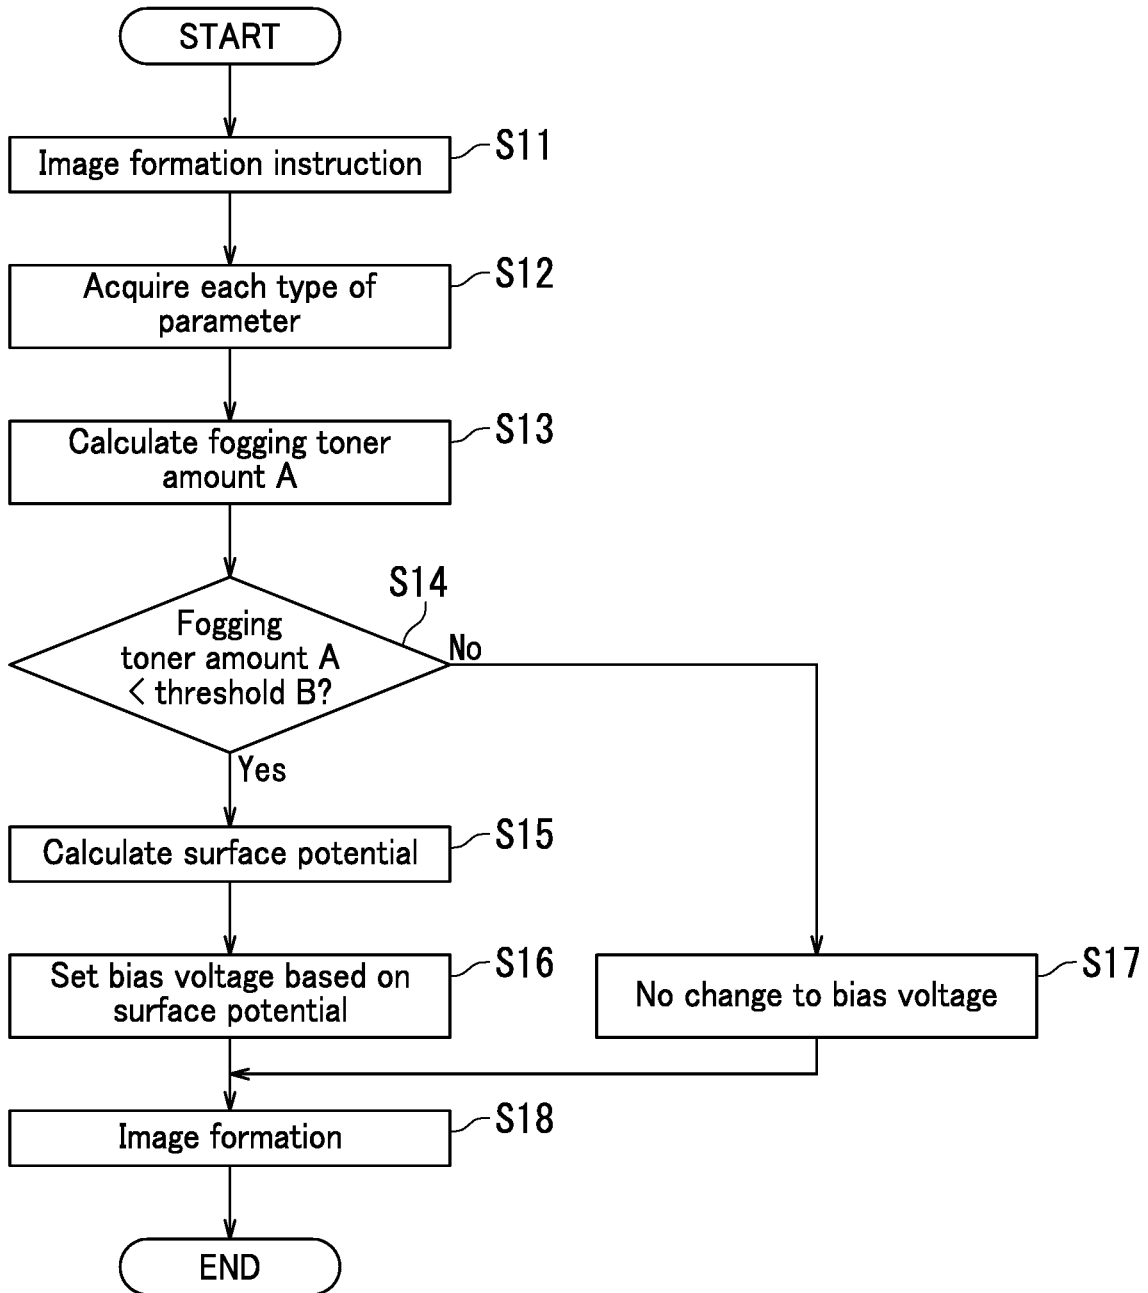 START
Image formation instruction
S11
Acquire each type of
parameter
S12
Calculate fogging toner
amount A
S13
Fogging
toner amount A
< threshold B?
S14
No
Yes
Calculate surface potential
S15
Set bias voltage based on
surface potential
S16
No change to bias voltage
S17
Image formation
S18
END